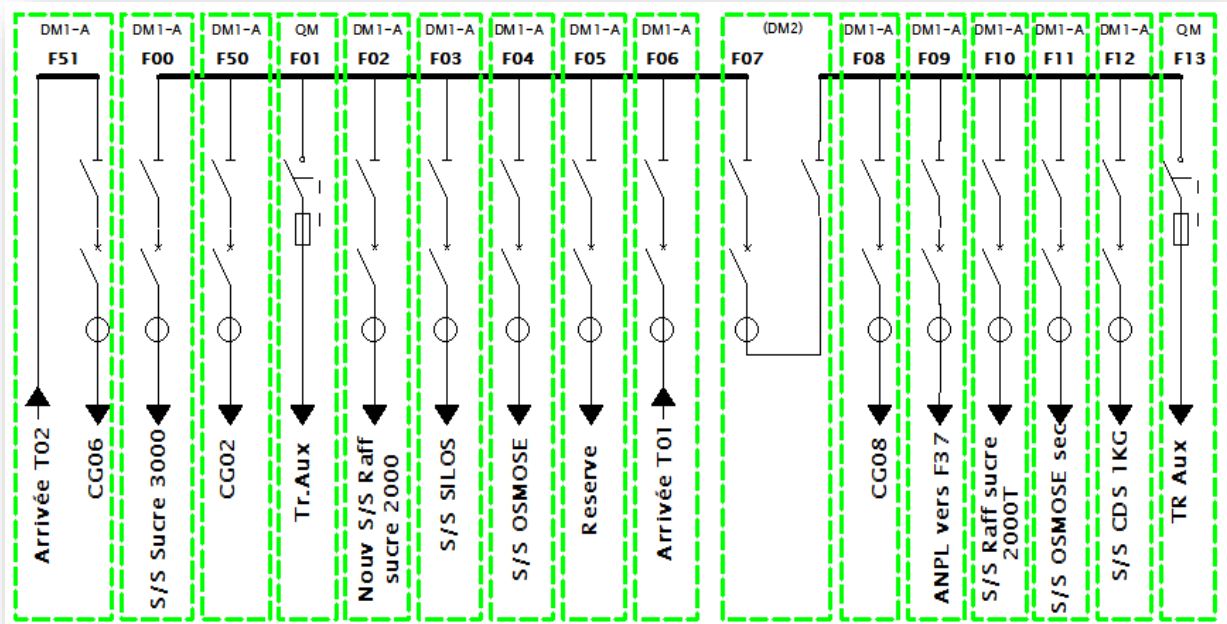 DM1-A
DM1-A
DM1-A
QM
DM1-A
DM1-A
DM1-A
DM1-A
DM1-A
(DM2)
DM1-A
DM1-A
DM1-A
DM1-A
DM1-A
QM
F51
F00
F50
F01
F02
F03
F04
F05
F06
F07
F08
F09
F10
F11
F12
F13
Arrivée T02
CG06
S/S Sucre 3000
CG02
Tr.Aux
Nouv S/S Raff
sucre 2000
S/S SILOS
S/S OSMOSE
Reserve
Arrivée T01
CG08
ANPL vers F37
S/S Raff sucre
2000T
S/S OSMOSE sec
S/S CDS 1KG
TR Aux